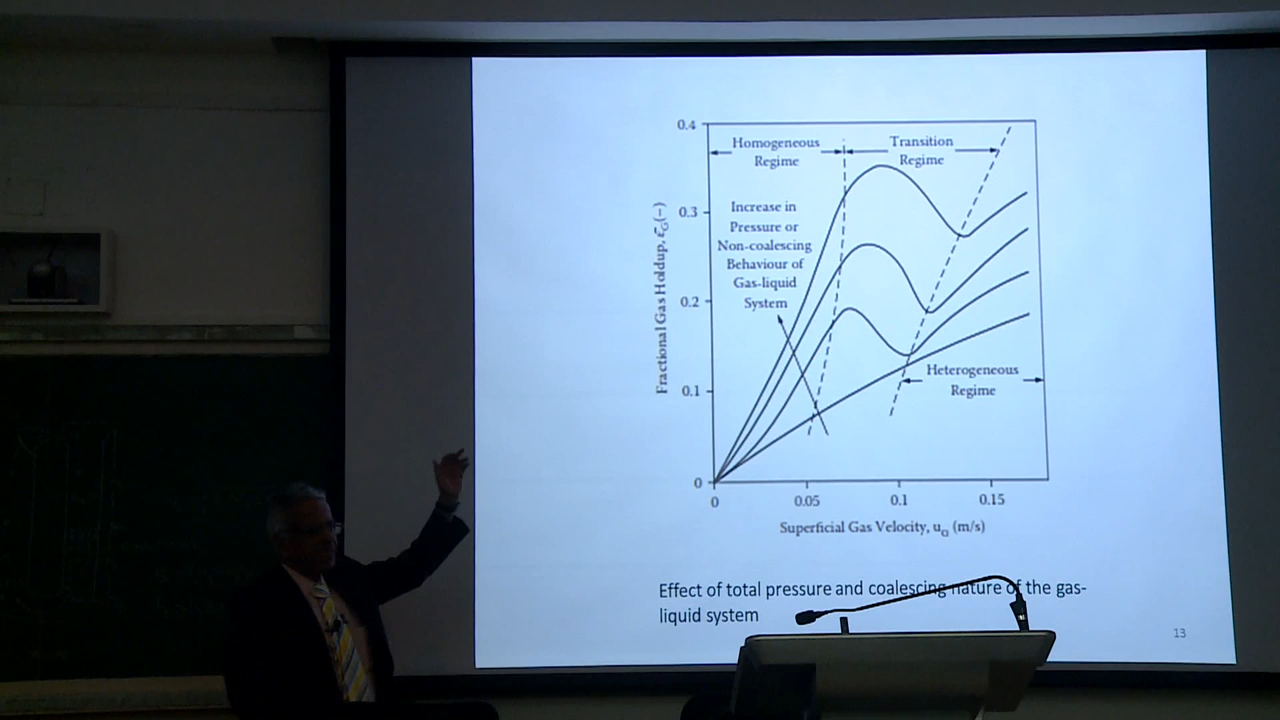 0.4
Homogeneous
Regime
Transition
Regime
0.3
Increase in
Pressure or
Non-coalescing
Behaviour of
Gas-liquid
System
0.2
0.1
Heterogeneous
Regime
0
Fractional Gas Holdup, ε̄G(−)
0
0.05
0.1
0.15
Superficial Gas Velocity, uG (m/s)
Effect of total pressure and coalescing nature of the gas-
liquid system
13